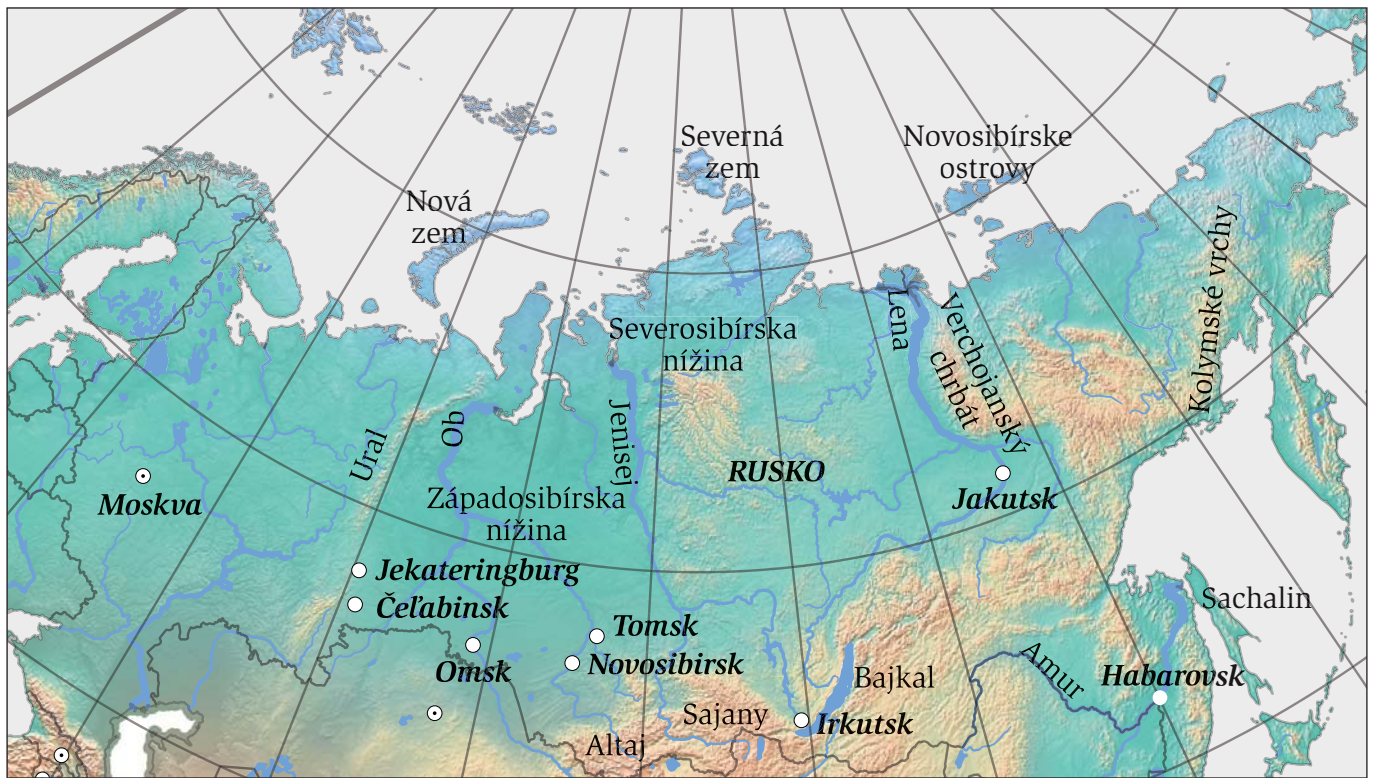 Severná
zem
Novosibírske
ostrovy
Nová
zem
Kolymské vrchy
Severosibírska
nížina
Lena
Verchojanský
chrbát
Ural
Ob
Jenisej
RUSKO
Moskva
Západosibírska
nížina
Jakutsk
Jekateringburg
Čeľabinsk
Sachalin
Tomsk
Omsk
Novosibirsk
Bajkal
Amur
Habarovsk
Sajany
Irkutsk
Altaj